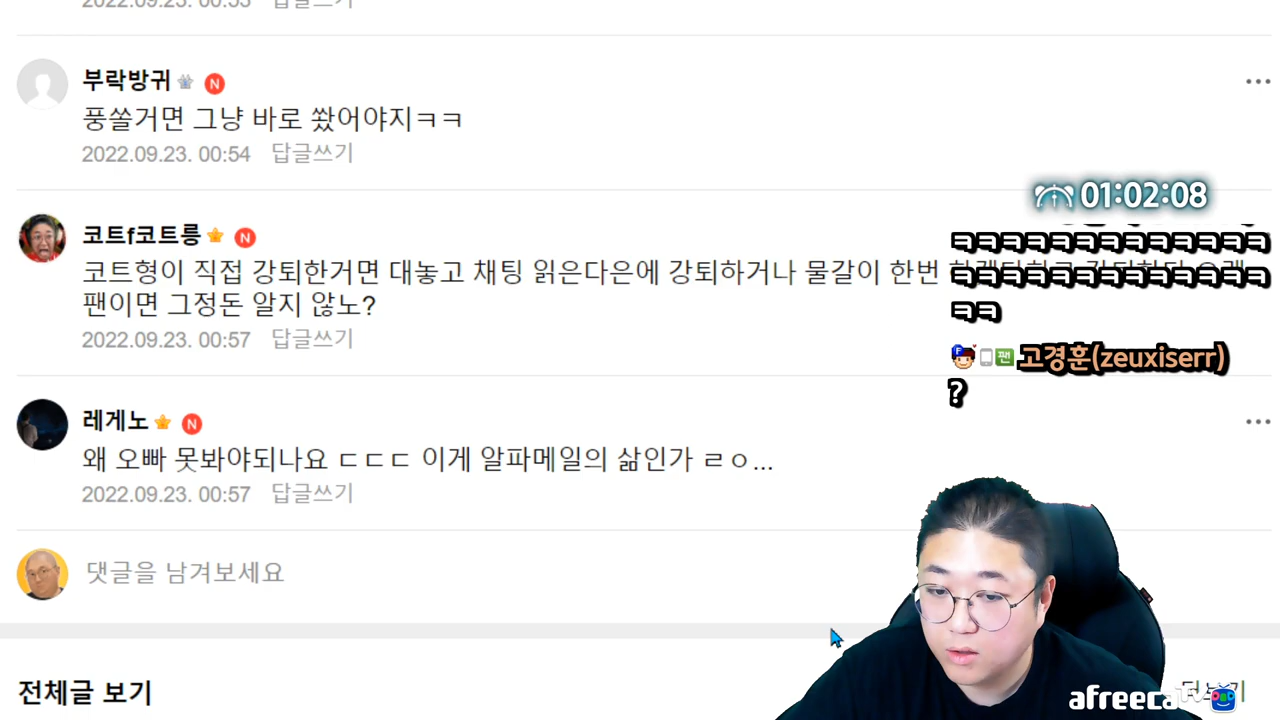 2022.09.23. 00:53 답글쓰기
부락방귀 N
풍쏠거면 그냥 바로 쐈어야지ㅋㅋ
2022.09.23. 00:54 답글쓰기
01:02:08
코트f코트릉 N
코트형이 직접 강퇴한거면 대놓고 채팅 읽은다은에 강퇴하거나 물갈이 한번
팬이면 그정돈 알지 않노?
2022.09.23. 00:57 답글쓰기
ㅋㅋㅋㅋㅋㅋㅋㅋㅋㅋㅋㅋㅋ
ㅋㅋㅋㅋㅋㅋㅋㅋㅋㅋㅋㅋㅋ
ㅋㅋ
F 팬 고경훈(zeuxiserr)
?
레게노 N
왜 오빠 못봐야되나요 ㄷㄷㄷ 이게 알파메일의 삶인가 ㄹㅇ...
2022.09.23. 00:57 답글쓰기
댓글을 남겨보세요
전체글 보기
afreecaTV